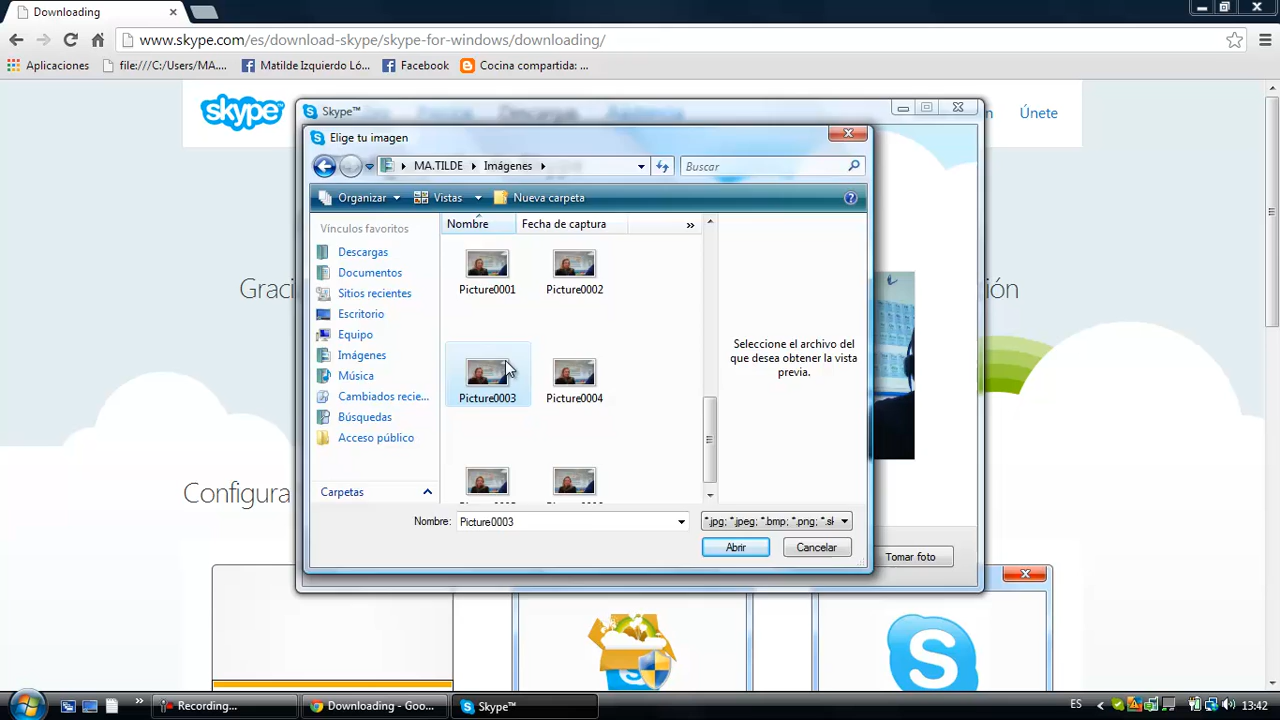 Downloading
www.skype.com/es/download-skype/skype-for-windows/downloading/
Aplicaciones
file:///C:/Users/MA....
Matilde Izquierdo Ló...
Facebook
Cocina compartida: ...
skype
Únete
Skype™
Elige tu imagen
MA.TILDE
Imágenes
Buscar
Organizar
Vistas
Nueva carpeta
Vínculos favoritos
Descargas
Documentos
Sitios recientes
Escritorio
Equipo
Imágenes
Música
Cambiados recie...
Búsquedas
Acceso público
Carpetas
Nombre
Fecha de captura
»
Picture0001
Picture0002
Picture0003
Picture0004
Seleccione el archivo del
que desea obtener la vista
previa.
Nombre:
Picture0003
*.jpg; *.jpeg; *.bmp; *.png; *.sk
Abrir
Cancelar
Graci
ión
Configura
Tomar foto
Recording...
Downloading - Goo...
Skype™
ES
13:42